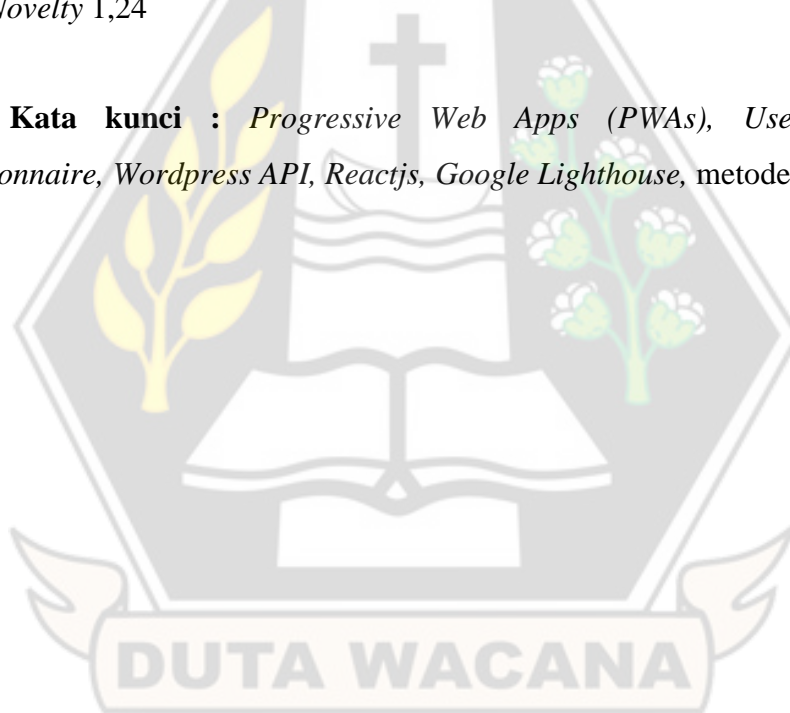 Novelty 1,24
Kata kunci : Progressive Web Apps (PWAs), Use
onnaire, Wordpress API, Reactjs, Google Lighthouse, metode
DUTA WACANA